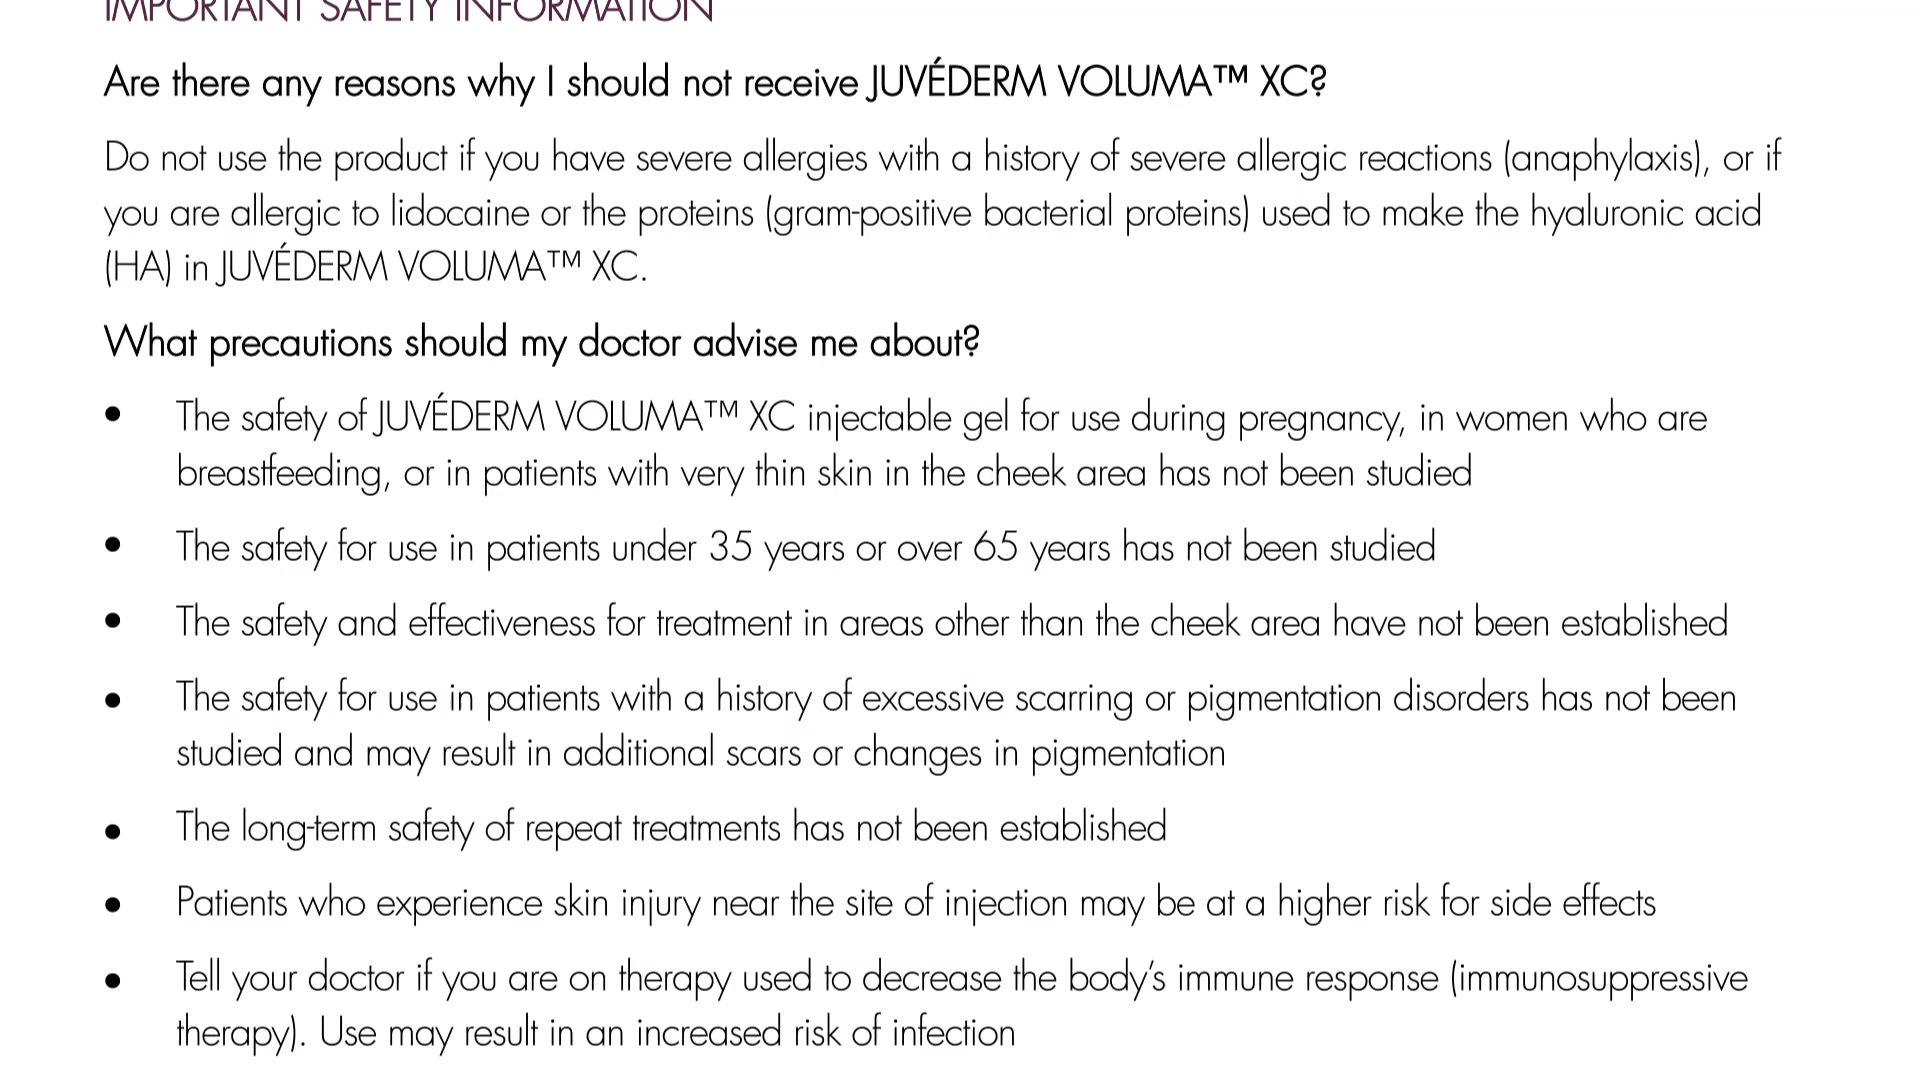 IMPORTANT SAFETY INFORMATION
Are there any reasons why I should not receive JUVÉDERM VOLUMA™ XC?
Do not use the product if you have severe allergies with a history of severe allergic reactions (anaphylaxis), or if
you are allergic to lidocaine or the proteins (gram-positive bacterial proteins) used to make the hyaluronic acid
(HA) in JUVÉDERM VOLUMA™ XC.
What precautions should my doctor advise me about?
• The safety of JUVÉDERM VOLUMA™ XC injectable gel for use during pregnancy, in women who are
breastfeeding, or in patients with very thin skin in the cheek area has not been studied
• The safety for use in patients under 35 years or over 65 years has not been studied
• The safety and effectiveness for treatment in areas other than the cheek area have not been established
• The safety for use in patients with a history of excessive scarring or pigmentation disorders has not been
studied and may result in additional scars or changes in pigmentation
• The long-term safety of repeat treatments has not been established
• Patients who experience skin injury near the site of injection may be at a higher risk for side effects
• Tell your doctor if you are on therapy used to decrease the body’s immune response (immunosuppressive
therapy). Use may result in an increased risk of infection